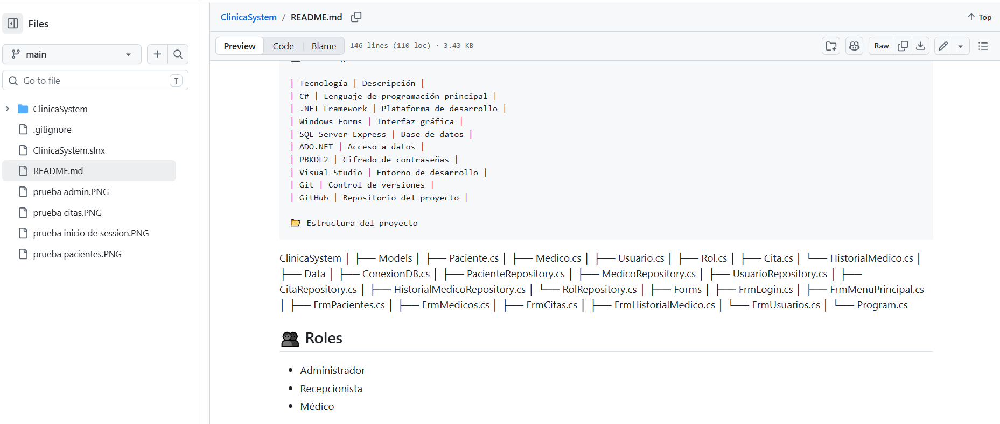 Files
main
Go to file
T
ClinicaSystem
.gitignore
ClinicaSystem.slnx
README.md
prueba admin.PNG
prueba citas.PNG
prueba inicio de session.PNG
prueba pacientes.PNG
ClinicaSystem / README.md
Top
Preview Code Blame 146 lines (110 loc) · 3.43 KB
Raw
| Tecnología | Descripción |
| C# | Lenguaje de programación principal |
| .NET Framework | Plataforma de desarrollo |
| Windows Forms | Interfaz gráfica |
| SQL Server Express | Base de datos |
| ADO.NET | Acceso a datos |
| PBKDF2 | Cifrado de contraseñas |
| Visual Studio | Entorno de desarrollo |
| Git | Control de versiones |
| GitHub | Repositorio del proyecto |
📂 Estructura del proyecto
ClinicaSystem │ ├── Models │ ├── Paciente.cs │ ├── Medico.cs │ ├── Usuario.cs │ ├── Rol.cs │ ├── Cita.cs │ └── HistorialMedico.cs │
├── Data │ ├── ConexionDB.cs │ ├── PacienteRepository.cs │ ├── MedicoRepository.cs │ ├── UsuarioRepository.cs │ ├──
CitaRepository.cs │ ├── HistorialMedicoRepository.cs │ └── RolRepository.cs │ ├── Forms │ ├── FrmLogin.cs │ ├── FrmMenuPrincipal.cs
│ ├── FrmPacientes.cs │ ├── FrmMedicos.cs │ ├── FrmCitas.cs │ ├── FrmHistorialMedico.cs │ └── FrmUsuarios.cs │ └── Program.cs
👥 Roles
• Administrador
• Recepcionista
• Médico